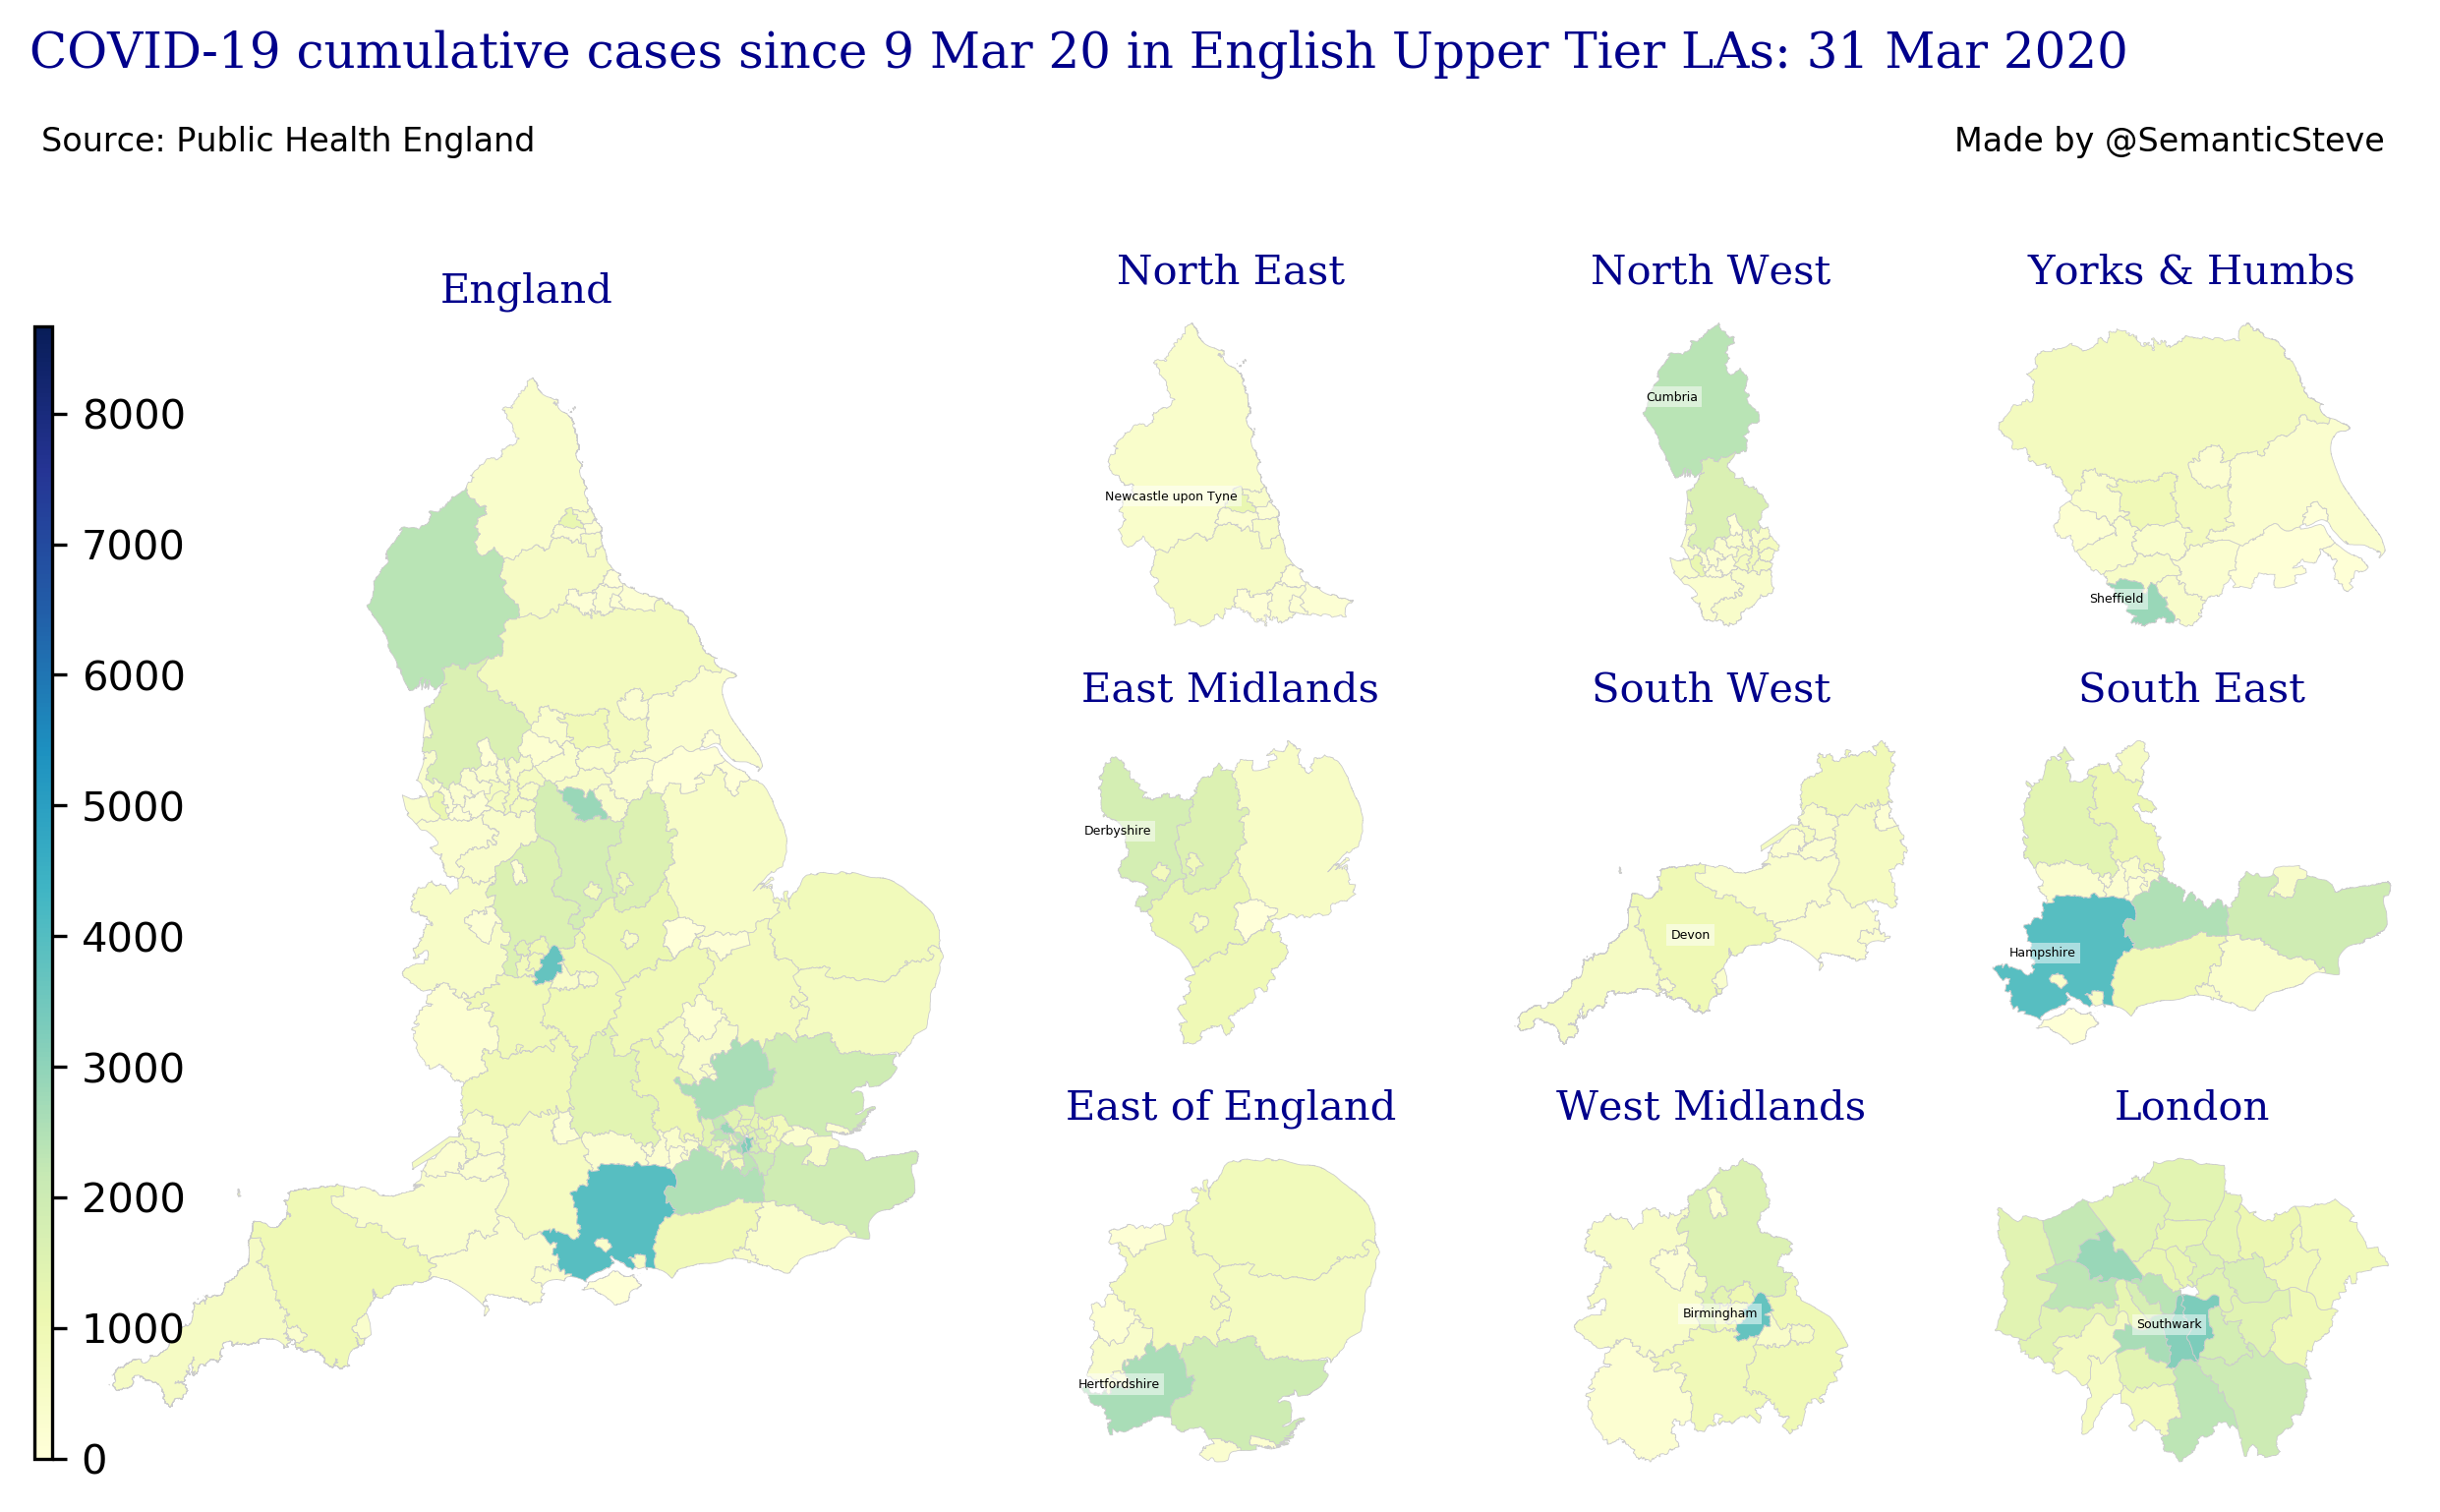 COVID-19 cumulative cases since 9 Mar 20 in English Upper Tier LAs: 31 Mar 2020
Source: Public Health England
Made by @SemanticSteve
England
8000
7000
6000
5000
4000
3000
2000
1000
0
North East
Newcastle upon Tyne
North West
Cumbria
Yorks & Humbs
Sheffield
East Midlands
Derbyshire
South West
Devon
South East
Hampshire
East of England
Hertfordshire
West Midlands
Birmingham
London
Southwark